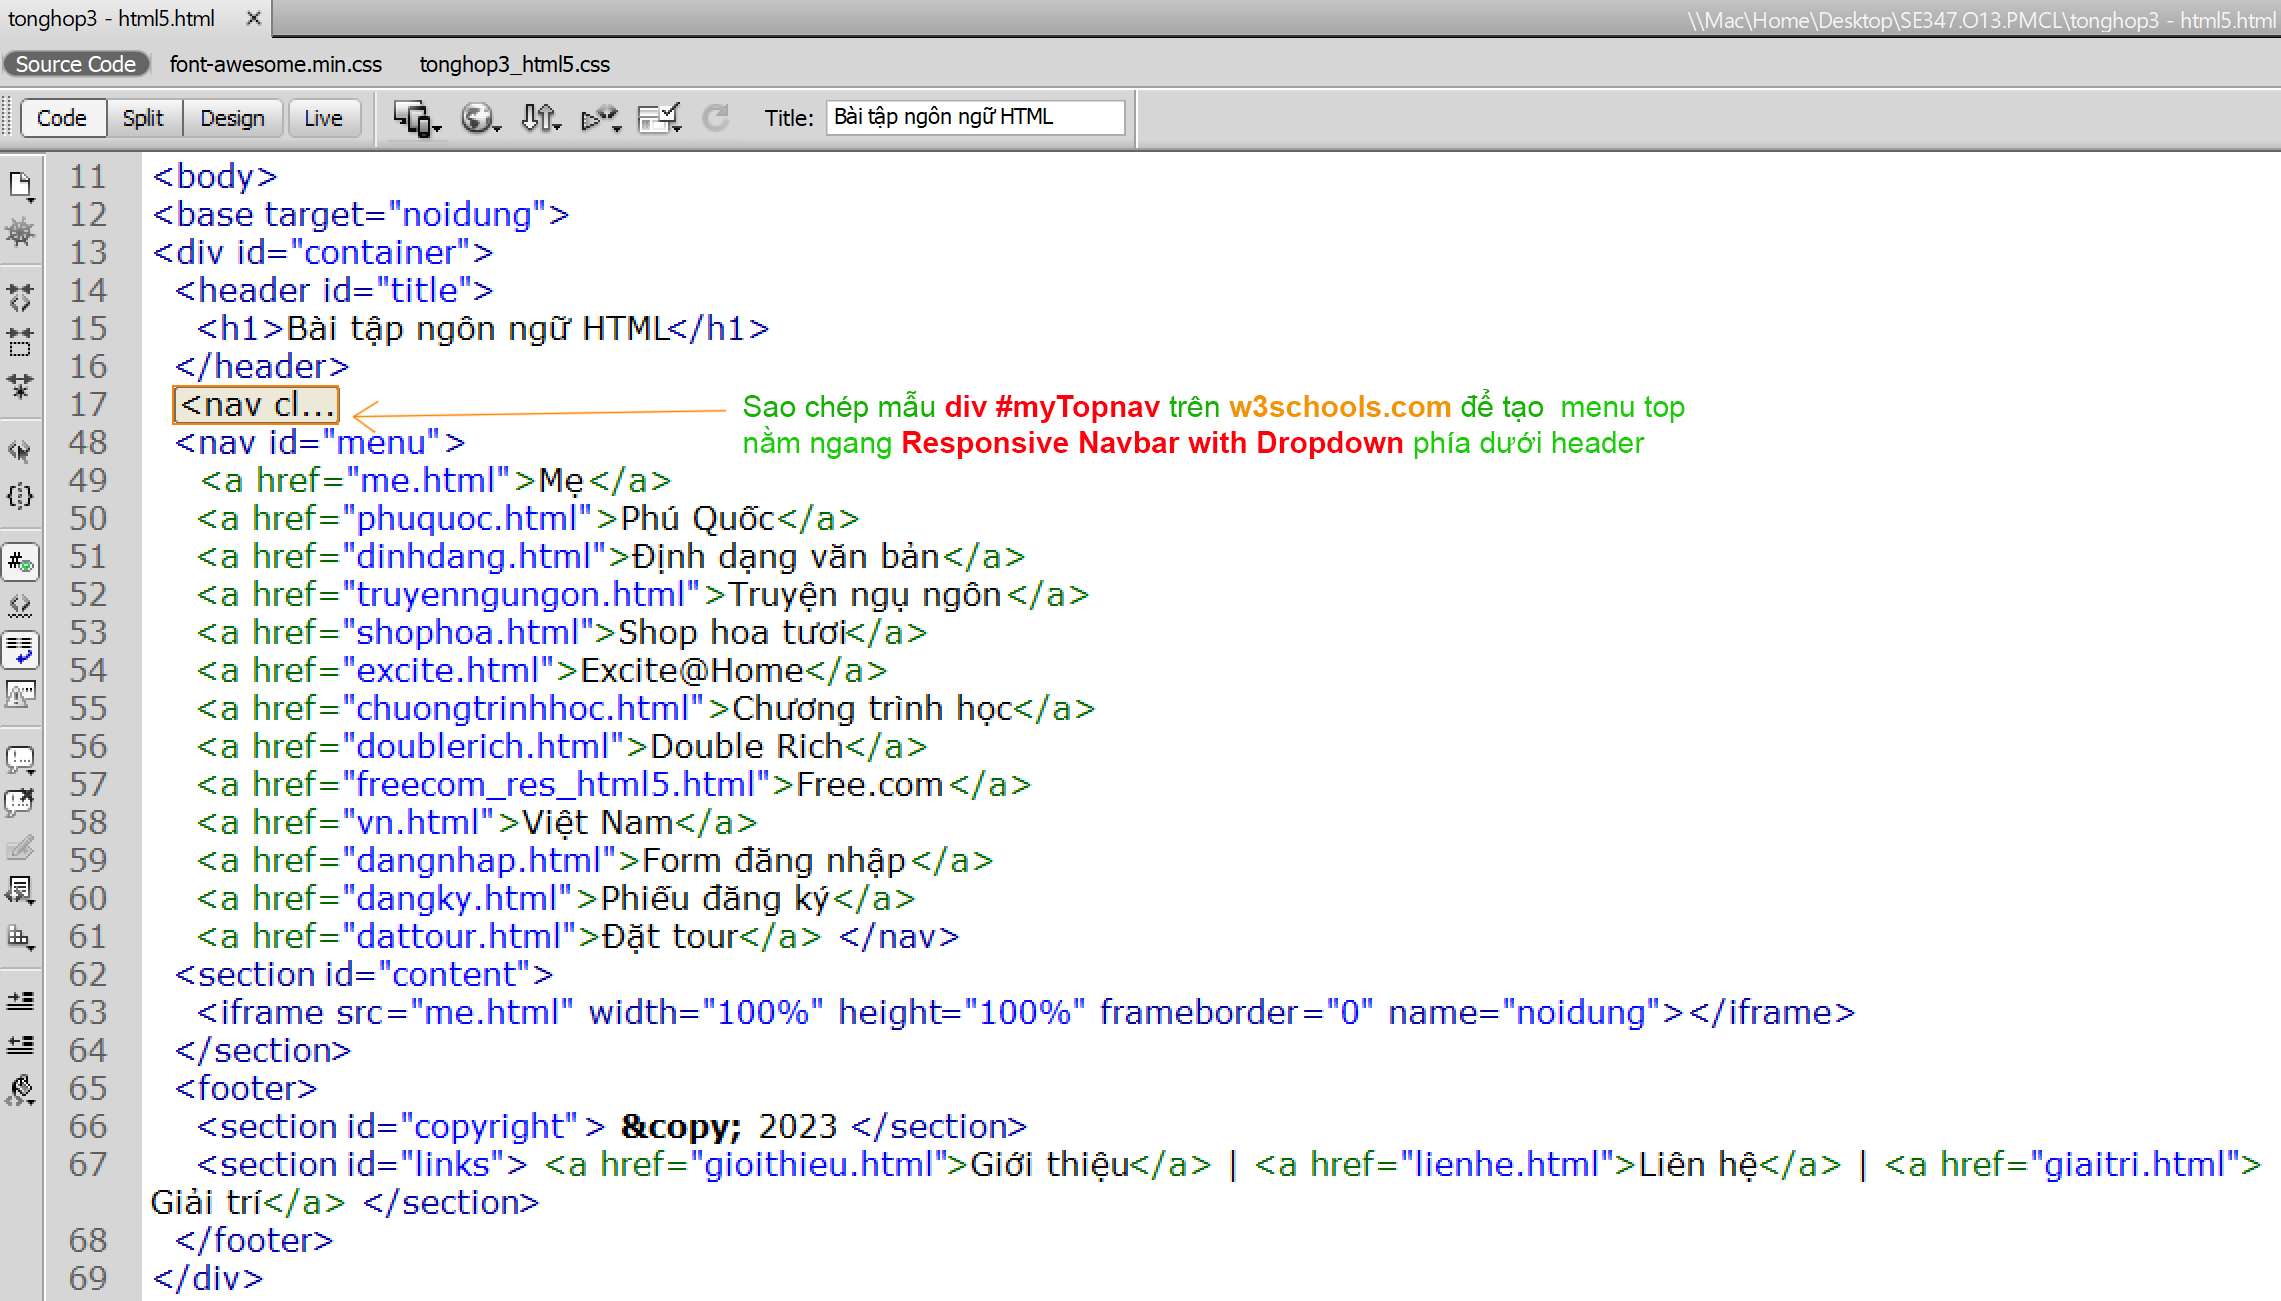 tonghop3 - html5.html ×
\\Mac\Home\Desktop\SE347.O13.PMCL\tonghop3 - html5.html
Source Code font-awesome.min.css tonghop3_html5.css
Code Split Design Live Title: Bài tập ngôn ngữ HTML
11 <body>
12 <base target="noidung">
13 <div id="container">
14 <header id="title">
15 <h1>Bài tập ngôn ngữ HTML</h1>
16 </header>
17 <nav cl...
Sao chép mẫu div #myTopnav trên w3schools.com để tạo menu top
nằm ngang Responsive Navbar with Dropdown phía dưới header
48 <nav id="menu">
49 <a href="me.html">Mẹ</a>
50 <a href="phuquoc.html">Phú Quốc</a>
51 <a href="dinhdang.html">Định dạng văn bản</a>
52 <a href="truyenngungon.html">Truyện ngụ ngôn</a>
53 <a href="shophoa.html">Shop hoa tươi</a>
54 <a href="excite.html">Excite@Home</a>
55 <a href="chuongtrinhhoc.html">Chương trình học</a>
56 <a href="doublerich.html">Double Rich</a>
57 <a href="freecom_res_html5.html">Free.com</a>
58 <a href="vn.html">Việt Nam</a>
59 <a href="dangnhap.html">Form đăng nhập</a>
60 <a href="dangky.html">Phiếu đăng ký</a>
61 <a href="dattour.html">Đặt tour</a> </nav>
62 <section id="content">
63 <iframe src="me.html" width="100%" height="100%" frameborder="0" name="noidung"></iframe>
64 </section>
65 <footer>
66 <section id="copyright"> &copy; 2023 </section>
67 <section id="links"> <a href="gioithieu.html">Giới thiệu</a> | <a href="lienhe.html">Liên hệ</a> | <a href="giaitri.html">
Giải trí</a> </section>
68 </footer>
69 </div>